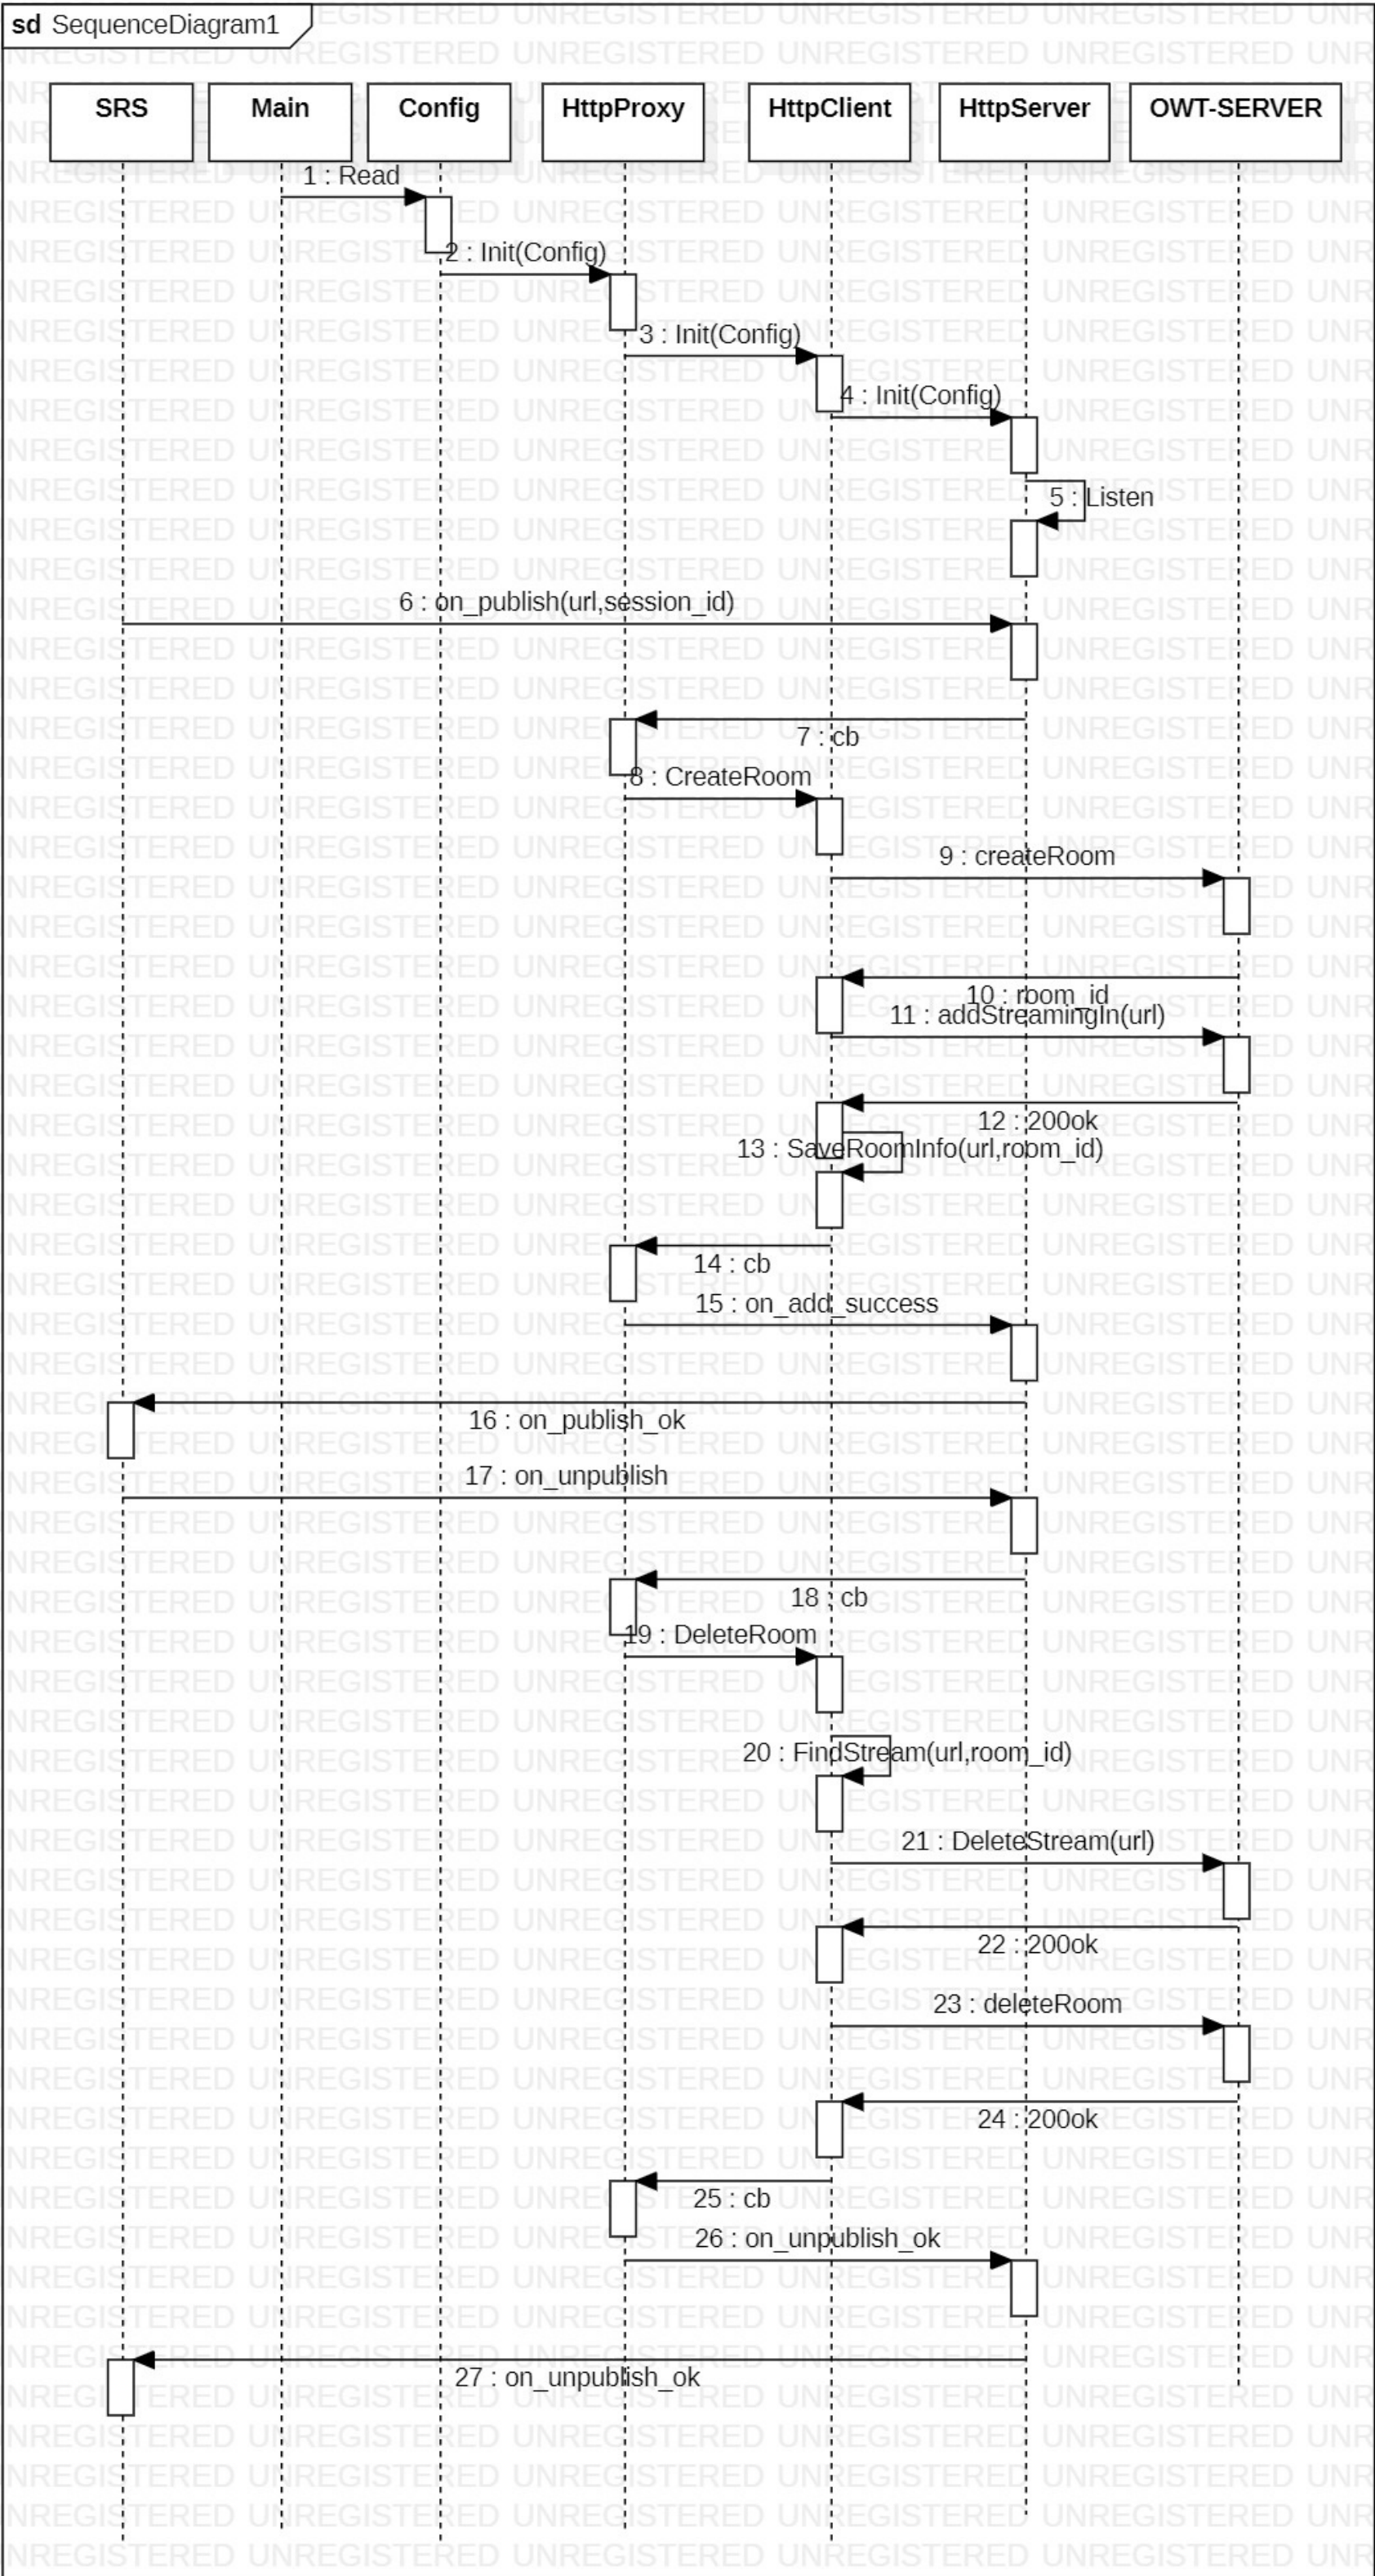 sd SequenceDiagram1
SRS
Main
Config
HttpProxy
HttpClient
HttpServer
OWT-SERVER
1 : Read
2 : Init(Config)
3 : Init(Config)
4 : Init(Config)
5 : Listen
6 : on_publish(url,session_id)
7 : cb
8 : CreateRoom
9 : createRoom
10 : room_id
11 : addStreamingIn(url)
12 : 200ok
13 : SaveRoomInfo(url,room_id)
14 : cb
15 : on_add_success
16 : on_publish_ok
17 : on_unpublish
18 : cb
19 : DeleteRoom
20 : FindStream(url,room_id)
21 : DeleteStream(url)
22 : 200ok
23 : deleteRoom
24 : 200ok
25 : cb
26 : on_unpublish_ok
27 : on_unpublish_ok